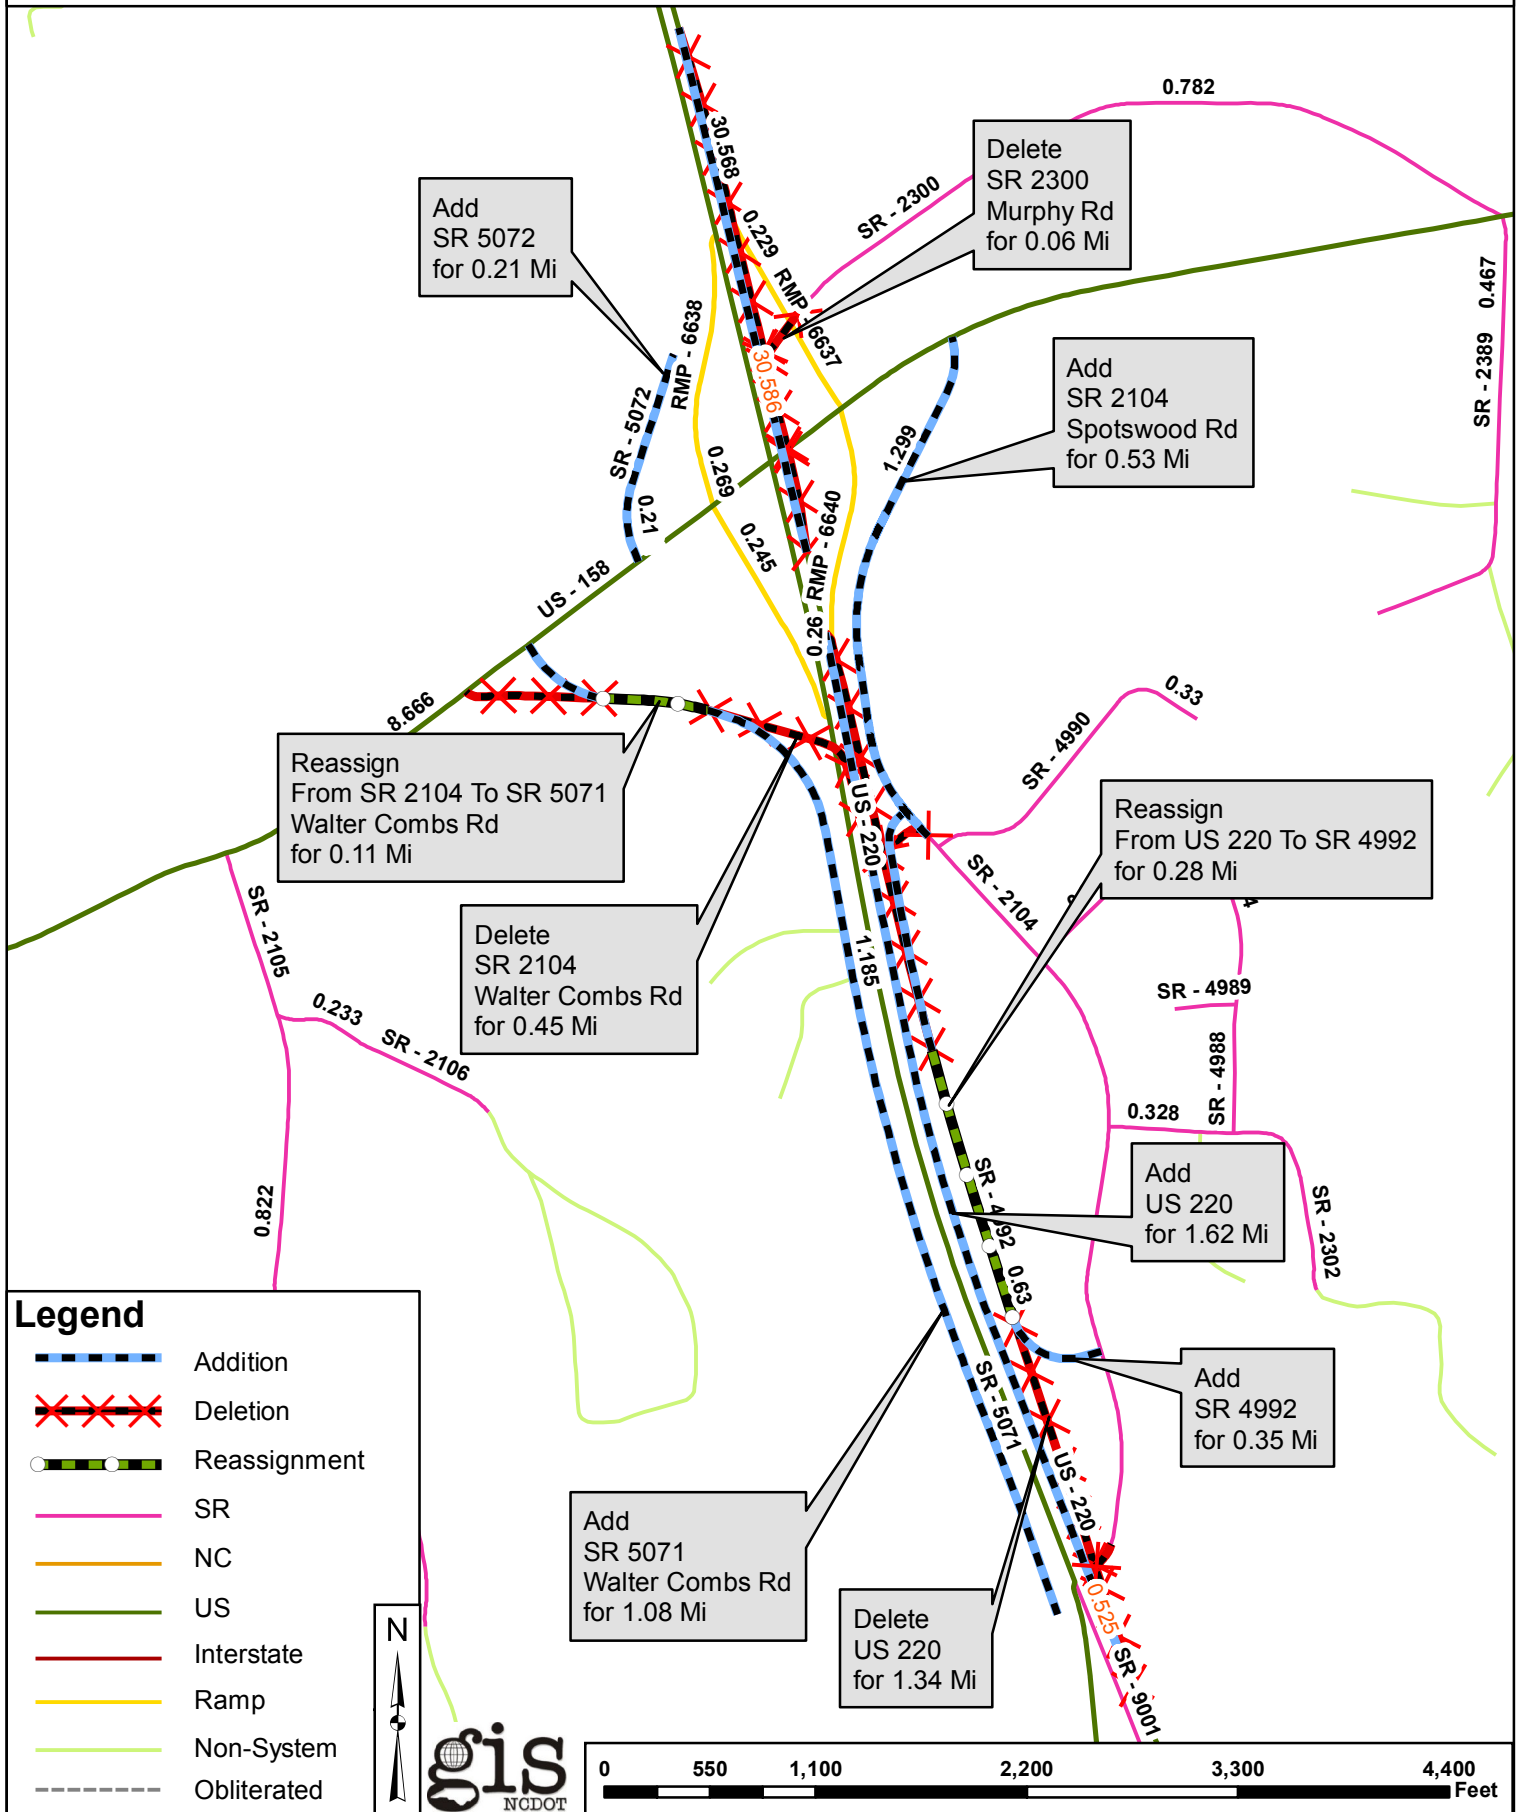 0.782
Delete
SR 2300
Murphy Rd
for 0.06 Mi
30.568
SR - 2300
Add
SR 5072
for 0.21 Mi
0.229
RMP - 6637
0.467
SR - 2389
RMP - 6638
30.586
Add
SR 2104
Spotswood Rd
for 0.53 Mi
SR - 5072
0.21
0.269
0.245
1.299
RMP - 6640
0.26
US - 158
8.666
0.33
SR - 4990
Reassign
From SR 2104 To SR 5071
Walter Combs Rd
for 0.11 Mi
US - 220
Reassign
From US 220 To SR 4992
for 0.28 Mi
SR - 2104
4
SR - 2105
Delete
SR 2104
Walter Combs Rd
for 0.45 Mi
1.185
SR - 4989
SR - 4988
0.233
SR - 2106
0.328
0.822
Add
US 220
for 1.62 Mi
SR - 2302
0.63
SR - 5071
Add
SR 4992
for 0.35 Mi
US - 220
Add
SR 5071
Walter Combs Rd
for 1.08 Mi
Delete
US 220
for 1.34 Mi
0.525
SR - 9001
Legend
Addition
Deletion
Reassignment
SR
NC
US
Interstate
Ramp
Non-System
Obliterated
N
gis
NCDOT
0 550 1,100 2,200 3,300 4,400
Feet